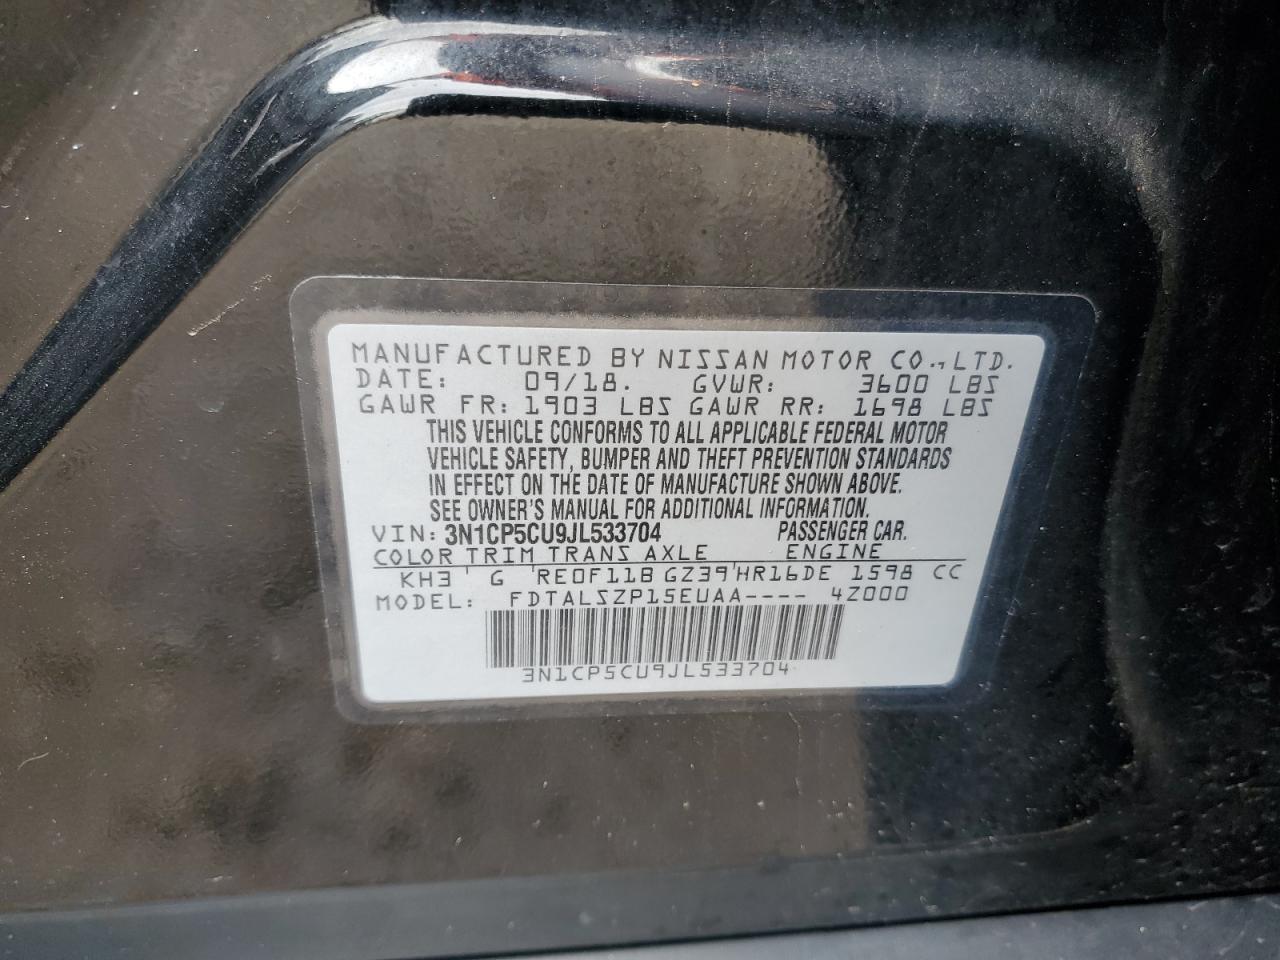 MANUFACTURED BY NISSAN MOTOR CO., LTD.
DATE: 09/18. GVWR: 3600 LBS
GAWR FR: 1903 LBS GAWR RR: 1698 LBS
THIS VEHICLE CONFORMS TO ALL APPLICABLE FEDERAL MOTOR
VEHICLE SAFETY, BUMPER AND THEFT PREVENTION STANDARDS
IN EFFECT ON THE DATE OF MANUFACTURE SHOWN ABOVE.
SEE OWNER'S MANUAL FOR ADDITIONAL INFORMATION.
VIN: 3N1CP5CU9JL533704 PASSENGER CAR.
COLOR TRIM TRANS AXLE ENGINE
KH3 G RE0F11B GZ39 HR16DE 1598 CC
MODEL: FDTALSZP15EUAA---- 4Z000
3N1CP5CU9JL533704